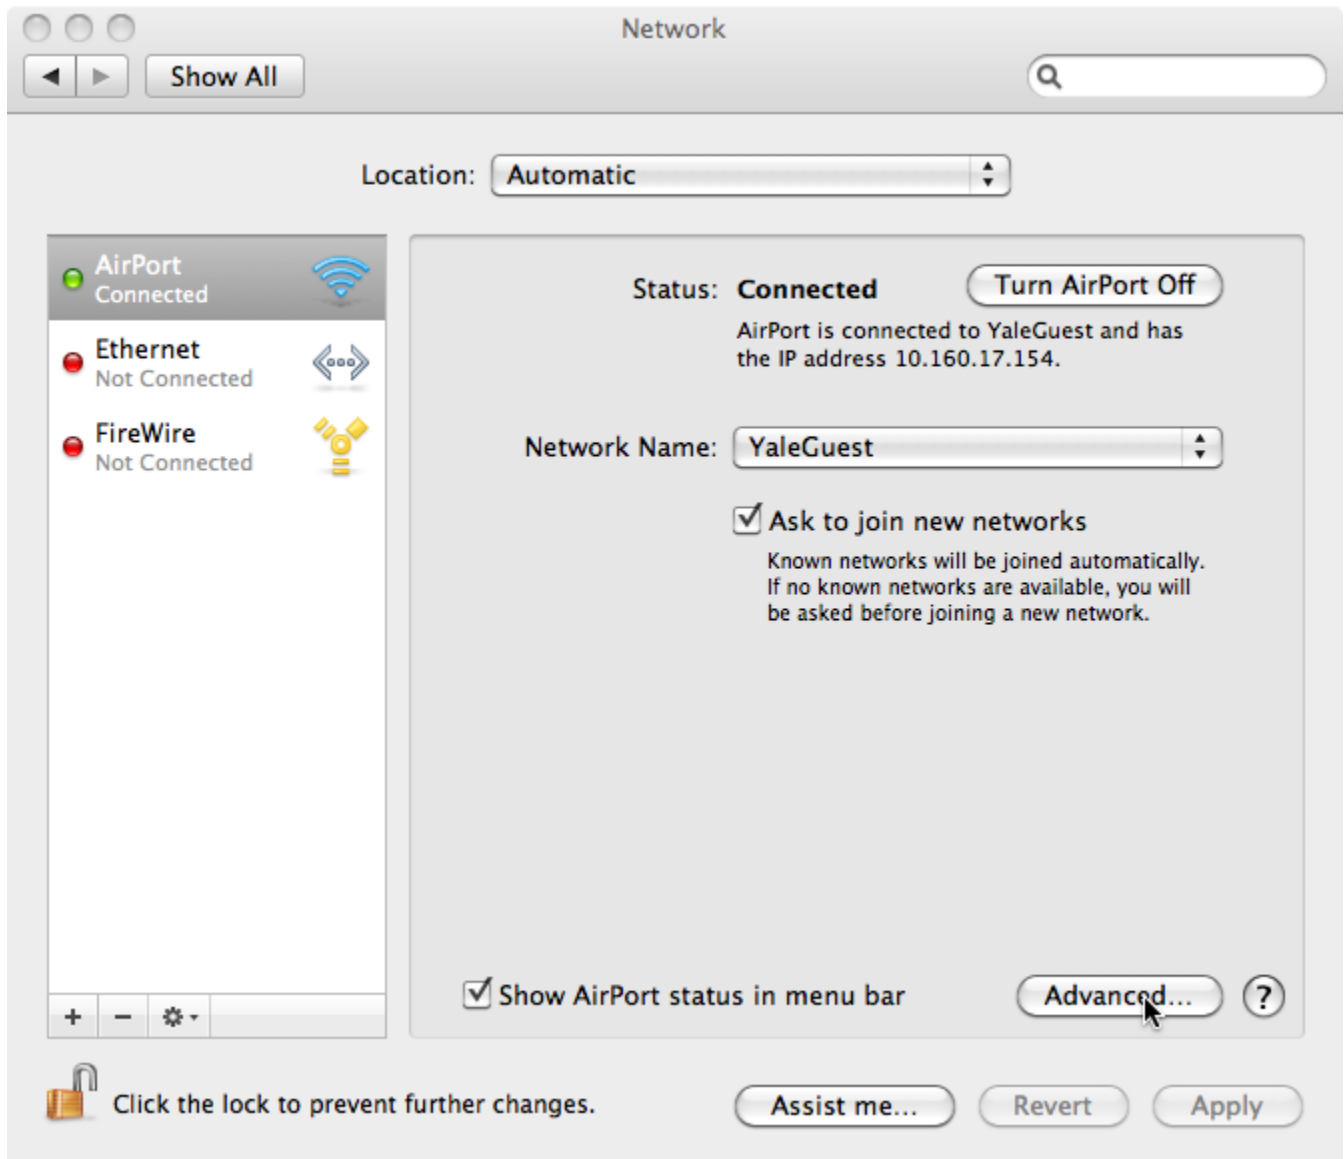 Network
Show All
Location: Automatic
AirPort
Connected
Ethernet
Not Connected
FireWire
Not Connected
Status: Connected
Turn AirPort Off
AirPort is connected to YaleGuest and has
the IP address 10.160.17.154.
Network Name: YaleGuest
Ask to join new networks
Known networks will be joined automatically.
If no known networks are available, you will
be asked before joining a new network.
Show AirPort status in menu bar
Advanced...
?
Click the lock to prevent further changes.
Assist me...
Revert
Apply